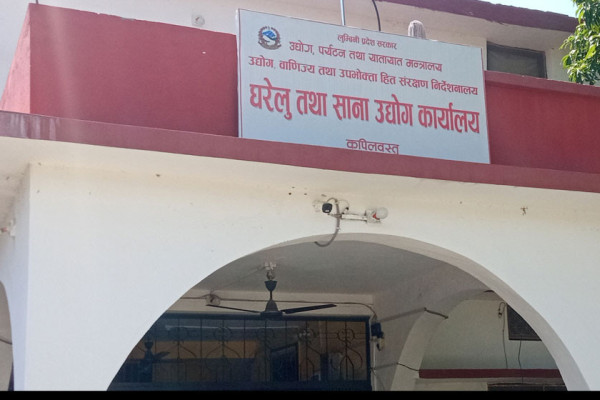 लुम्बिनी प्रदेश सरकार
उद्योग, पर्यटन तथा यातायात मन्त्रालय
उद्योग, वाणिज्य तथा उपभोक्ता हित संरक्षण निर्देशनालय
घरेलु तथा साना उद्योग कार्यालय
कपिलवस्तु